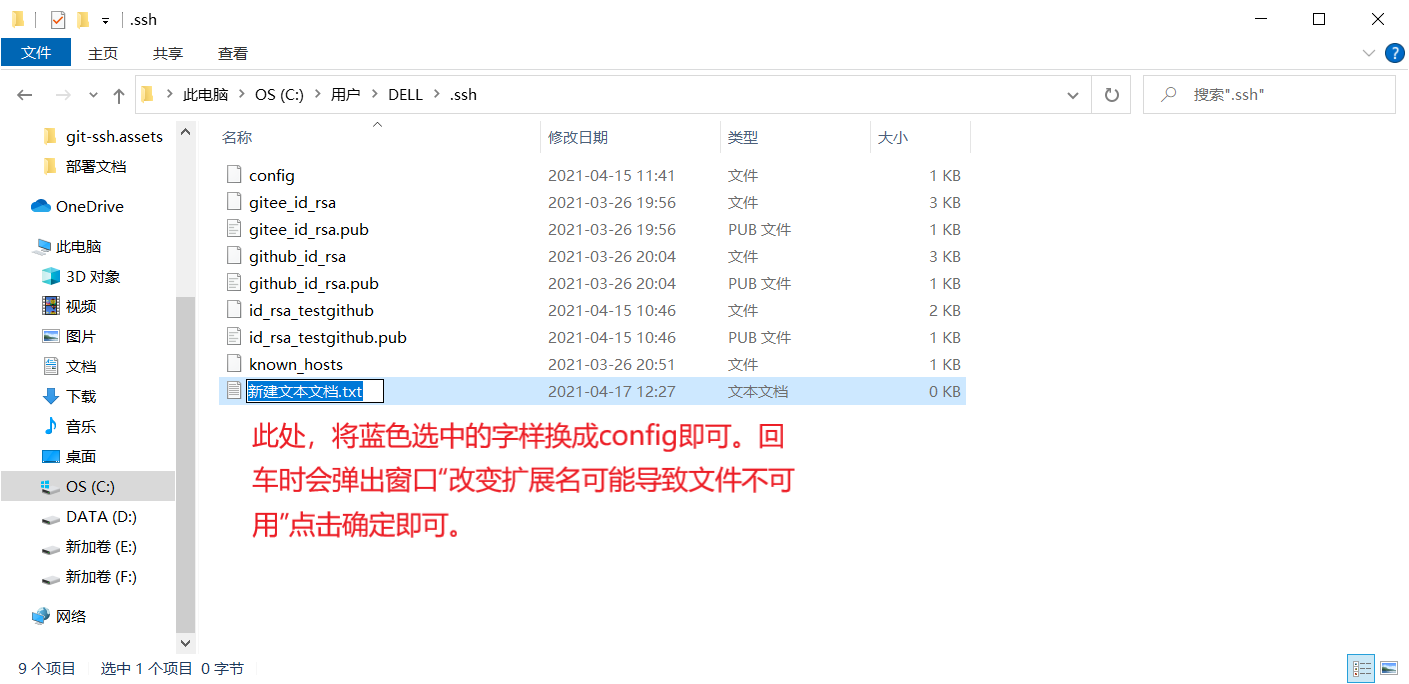 .ssh
文件 主页 共享 查看
此电脑 OS (C:) 用户 DELL .ssh
搜索".ssh"
git-ssh.assets
部署文档
OneDrive
此电脑
3D 对象
视频
图片
文档
下载
音乐
桌面
OS (C:)
DATA (D:)
新加卷 (E:)
新加卷 (F:)
网络
名称 修改日期 类型 大小
config 2021-04-15 11:41 文件 1 KB
gitee_id_rsa 2021-03-26 19:56 文件 3 KB
gitee_id_rsa.pub 2021-03-26 19:56 PUB 文件 1 KB
github_id_rsa 2021-03-26 20:04 文件 3 KB
github_id_rsa.pub 2021-03-26 20:04 PUB 文件 1 KB
id_rsa_testgithub 2021-04-15 10:46 文件 2 KB
id_rsa_testgithub.pub 2021-04-15 10:46 PUB 文件 1 KB
known_hosts 2021-03-26 20:51 文件 1 KB
新建文本文档.txt 2021-04-17 12:27 文本文档 0 KB
此处，将蓝色选中的字样换成config即可。回
车时会弹出窗口“改变扩展名可能导致文件不可
用“点击确定即可。
9 个项目 选中 1 个项目 0 字节